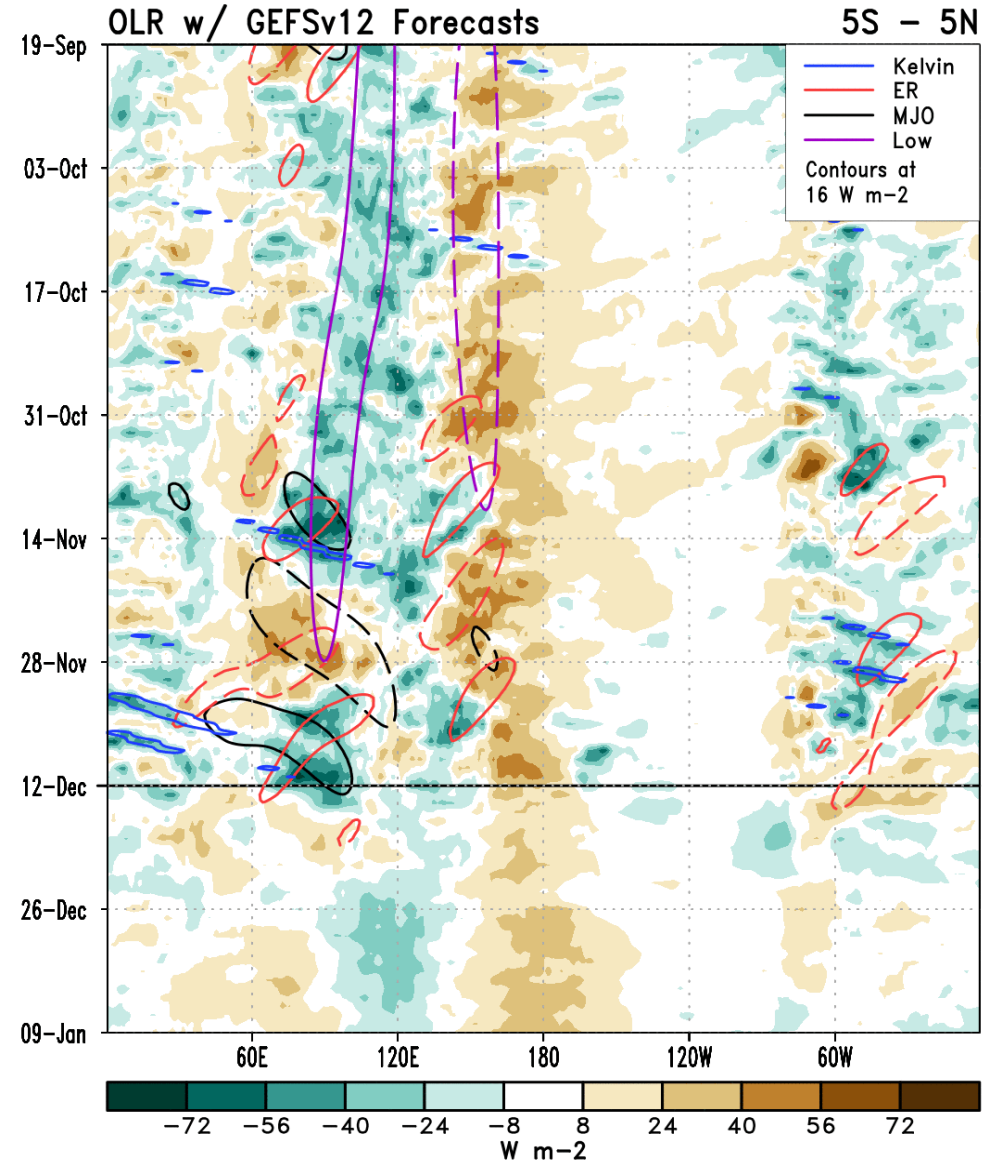 OLR w/ GEFSv12 Forecasts 5S - 5N
19-Sep
Kelvin
ER
MJO
Low
Contours at
16 W m-2
03-Oct
17-Oct
31-Oct
14-Nov
28-Nov
12-Dec
26-Dec
09-Jan
60E 120E 180 120W 60W
-72 -56 -40 -24 -8 8 24 40 56 72
W m-2